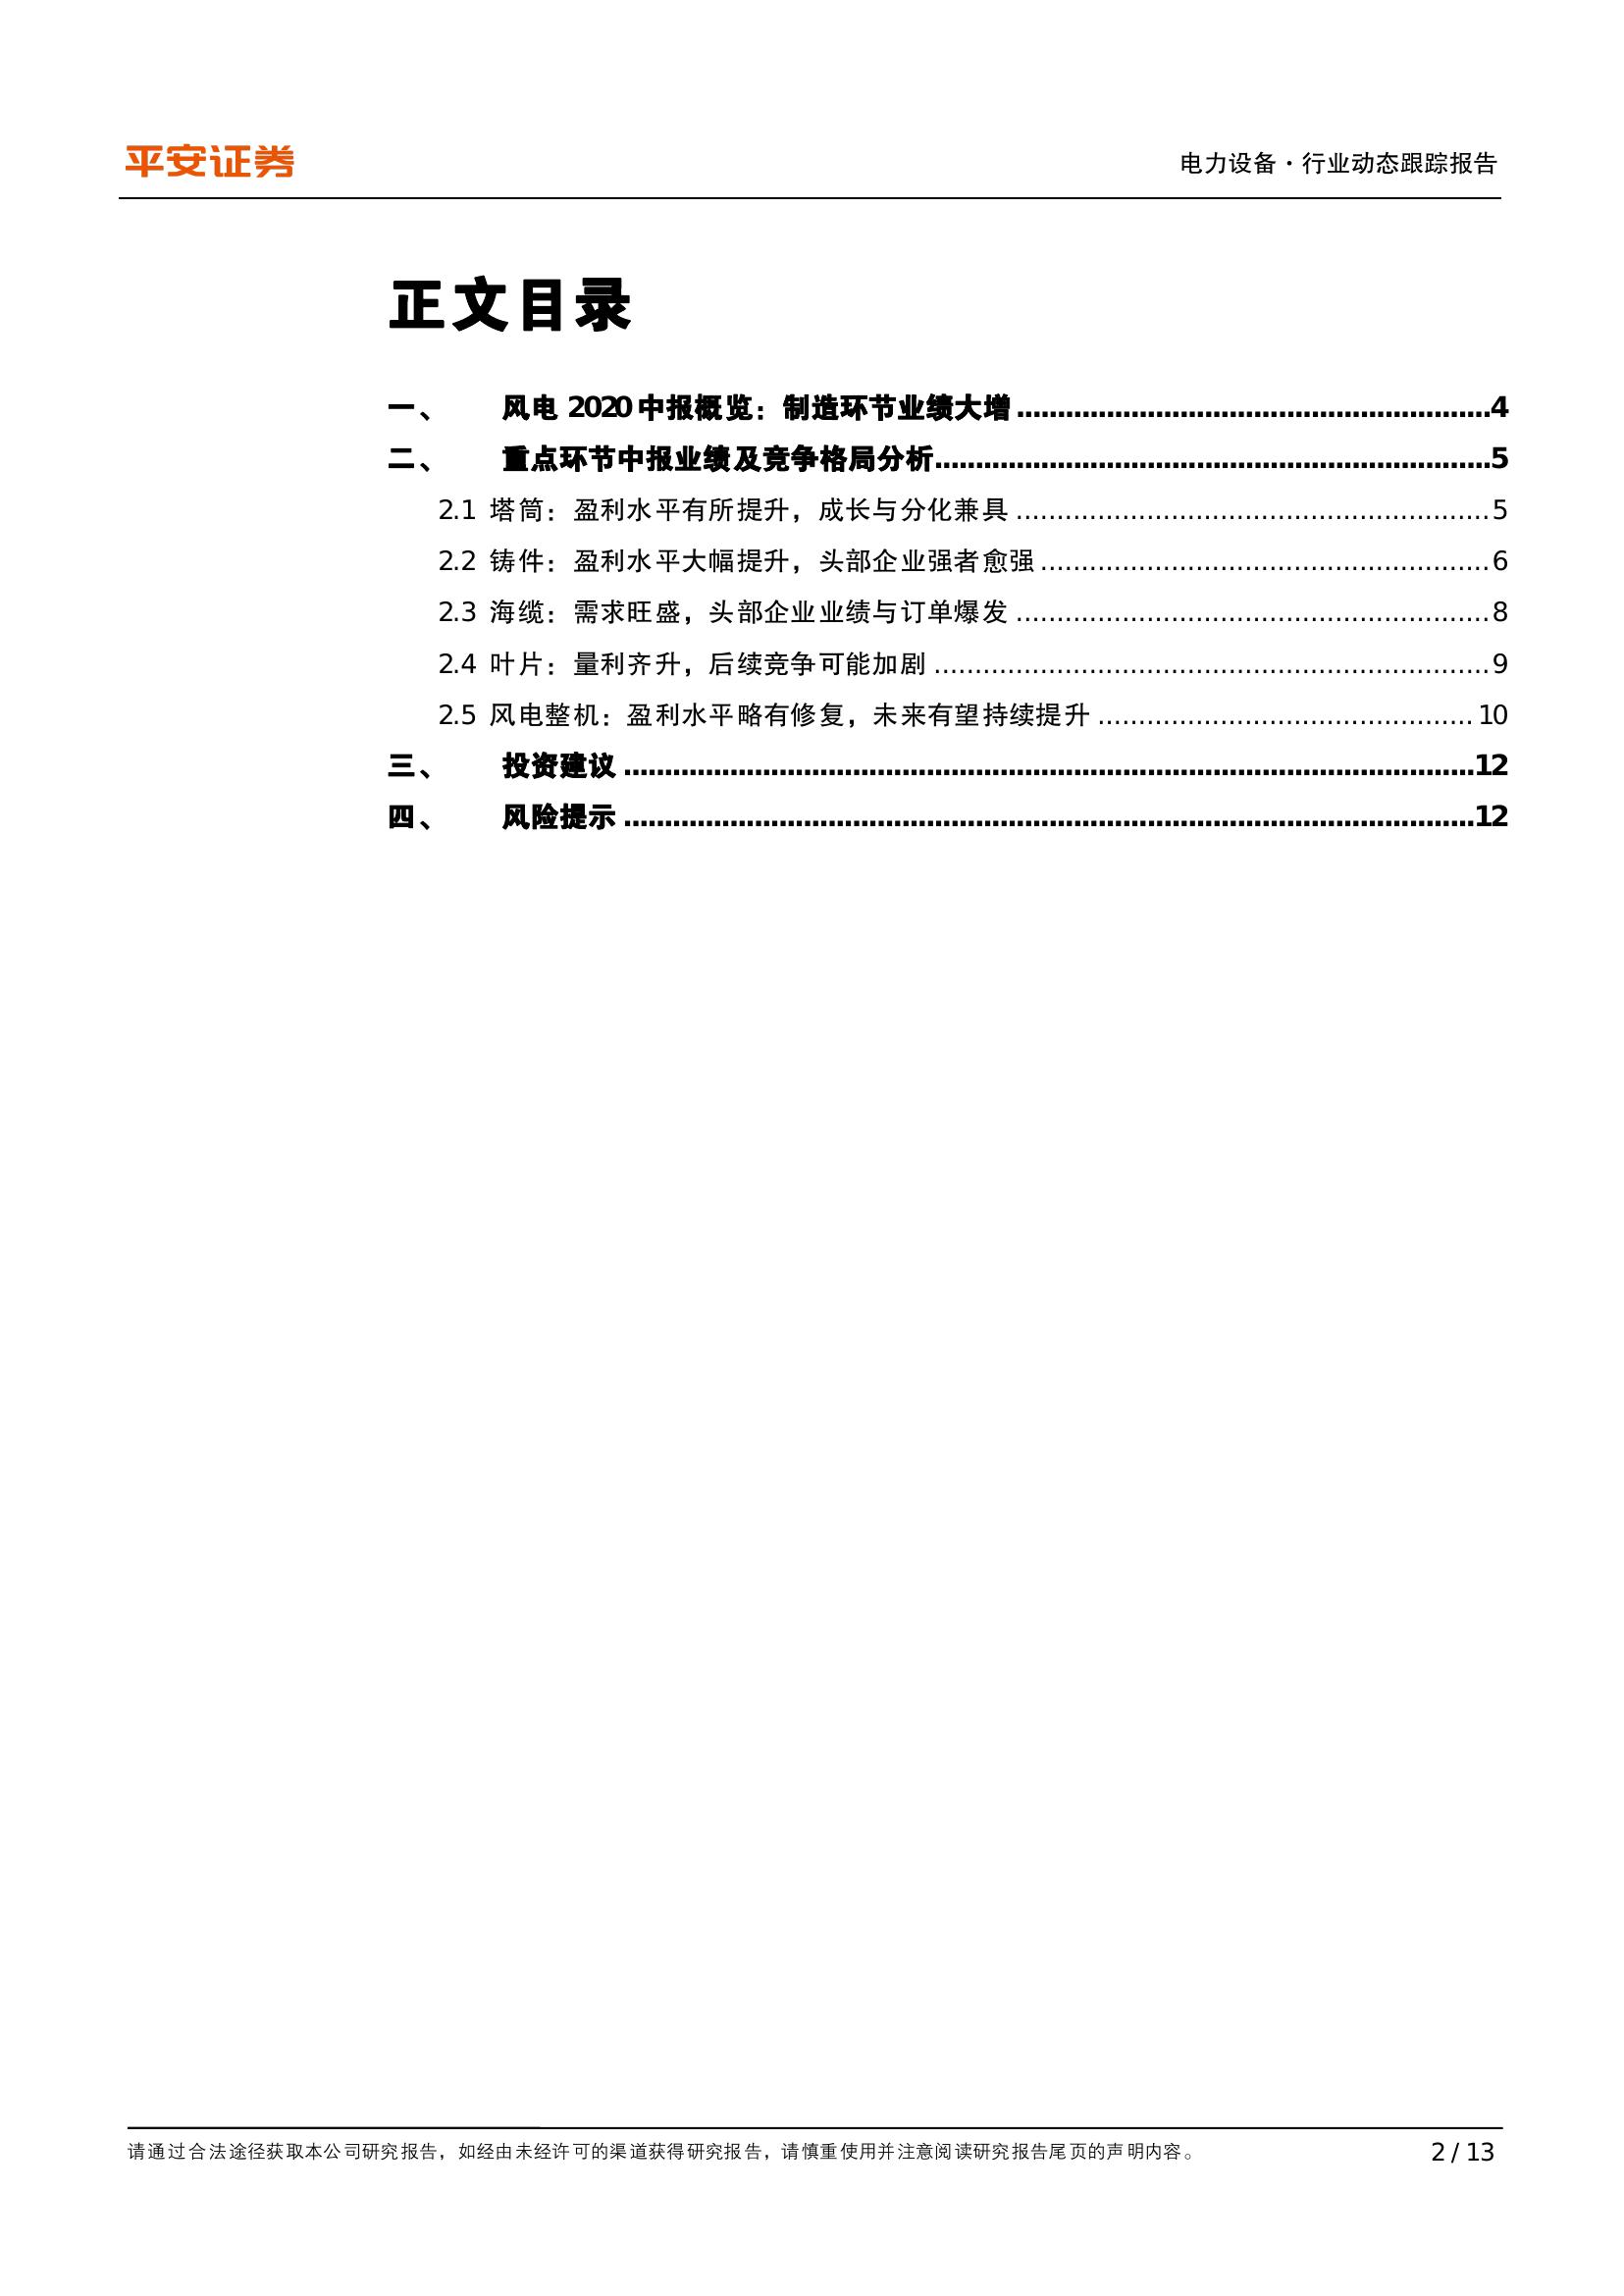 平安证券
电力设备·行业动态跟踪报告
正文目录
一、 风电 2020 中报概览：制造环节业绩大增........................................................4
二、 重点环节中报业绩及竞争格局分析..................................................................5
2.1 塔筒：盈利水平有所提升，成长与分化兼具........................................................5
2.2 铸件：盈利水平大幅提升，头部企业强者愈强.....................................................6
2.3 海缆：需求旺盛，头部企业业绩与订单爆发........................................................8
2.4 叶片：量利齐升，后续竞争可能加剧..................................................................9
2.5 风电整机：盈利水平略有修复，未来有望持续提升............................................10
三、 投资建议.....................................................................................................12
四、 风险提示.....................................................................................................12
请通过合法途径获取本公司研究报告，如经由未经许可的渠道获得研究报告，请慎重使用并注意阅读研究报告尾页的声明内容。
2 / 13